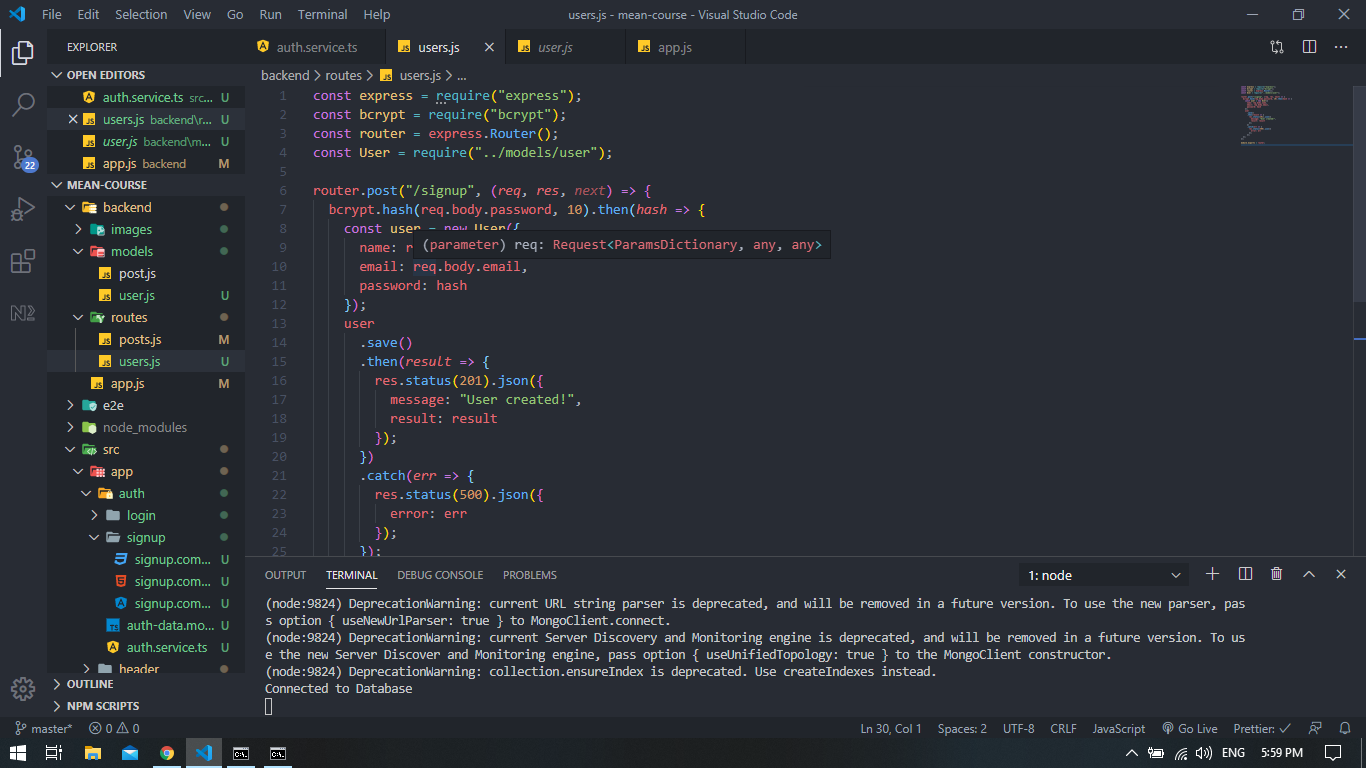 File Edit Selection View Go Run Terminal Help users.js - mean-course - Visual Studio Code
EXPLORER
auth.service.ts users.js user.js app.js
OPEN EDITORS
auth.service.ts src... U
users.js backend\r... U
user.js backend\m... U
app.js backend M
22
MEAN-COURSE
backend
images
models
post.js
user.js U
routes
posts.js M
users.js U
app.js M
e2e
node_modules
src
app
auth
login
signup
signup.com... U
signup.com... U
signup.com... U
auth-data.mo... U
auth.service.ts U
header
OUTLINE
NPM SCRIPTS
backend > routes > users.js > ...
1 const express = require("express");
2 const bcrypt = require("bcrypt");
3 const router = express.Router();
4 const User = require("../models/user");
5
6 router.post("/signup", (req, res, next) => {
7 bcrypt.hash(req.body.password, 10).then(hash => {
8 const user = new User({
9 name: r
(parameter) req: Request<ParamsDictionary, any, any>
10 email: req.body.email,
11 password: hash
12 });
13 user
14 .save()
15 .then(result => {
16 res.status(201).json({
17 message: "User created!",
18 result: result
19 });
20 })
21 .catch(err => {
22 res.status(500).json({
23 error: err
24 });
25 });
OUTPUT TERMINAL DEBUG CONSOLE PROBLEMS 1: node
(node:9824) DeprecationWarning: current URL string parser is deprecated, and will be removed in a future version. To use the new parser, pas
s option { useNewUrlParser: true } to MongoClient.connect.
(node:9824) DeprecationWarning: current Server Discovery and Monitoring engine is deprecated, and will be removed in a future version. To us
e the new Server Discover and Monitoring engine, pass option { useUnifiedTopology: true } to the MongoClient constructor.
(node:9824) DeprecationWarning: collection.ensureIndex is deprecated. Use createIndexes instead.
Connected to Database
master* 0 0 Ln 30, Col 1 Spaces: 2 UTF-8 CRLF JavaScript Go Live Prettier: ✓
ENG 5:59 PM